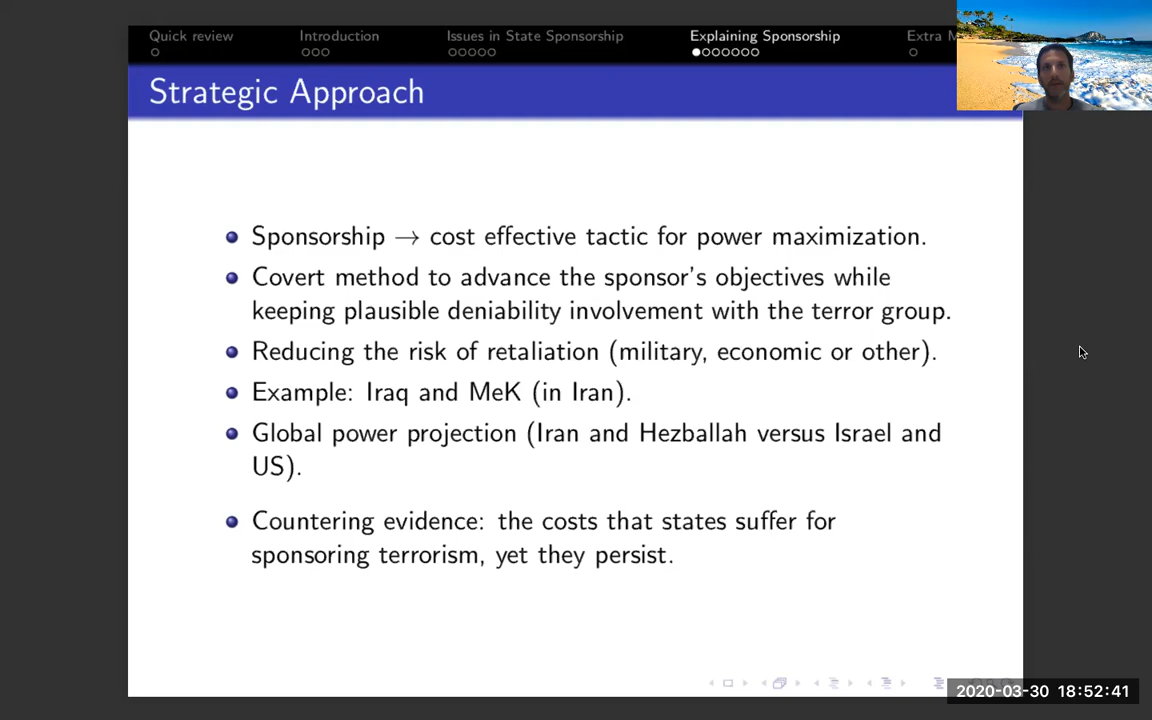 Quick review Introduction Issues in State Sponsorship Explaining Sponsorship Extra
Strategic Approach
Sponsorship → cost effective tactic for power maximization.
Covert method to advance the sponsor's objectives while
keeping plausible deniability involvement with the terror group.
Reducing the risk of retaliation (military, economic or other).
Example: Iraq and MeK (in Iran).
Global power projection (Iran and Hezballah versus Israel and
US).
Countering evidence: the costs that states suffer for
sponsoring terrorism, yet they persist.
2020-03-30 18:52:41